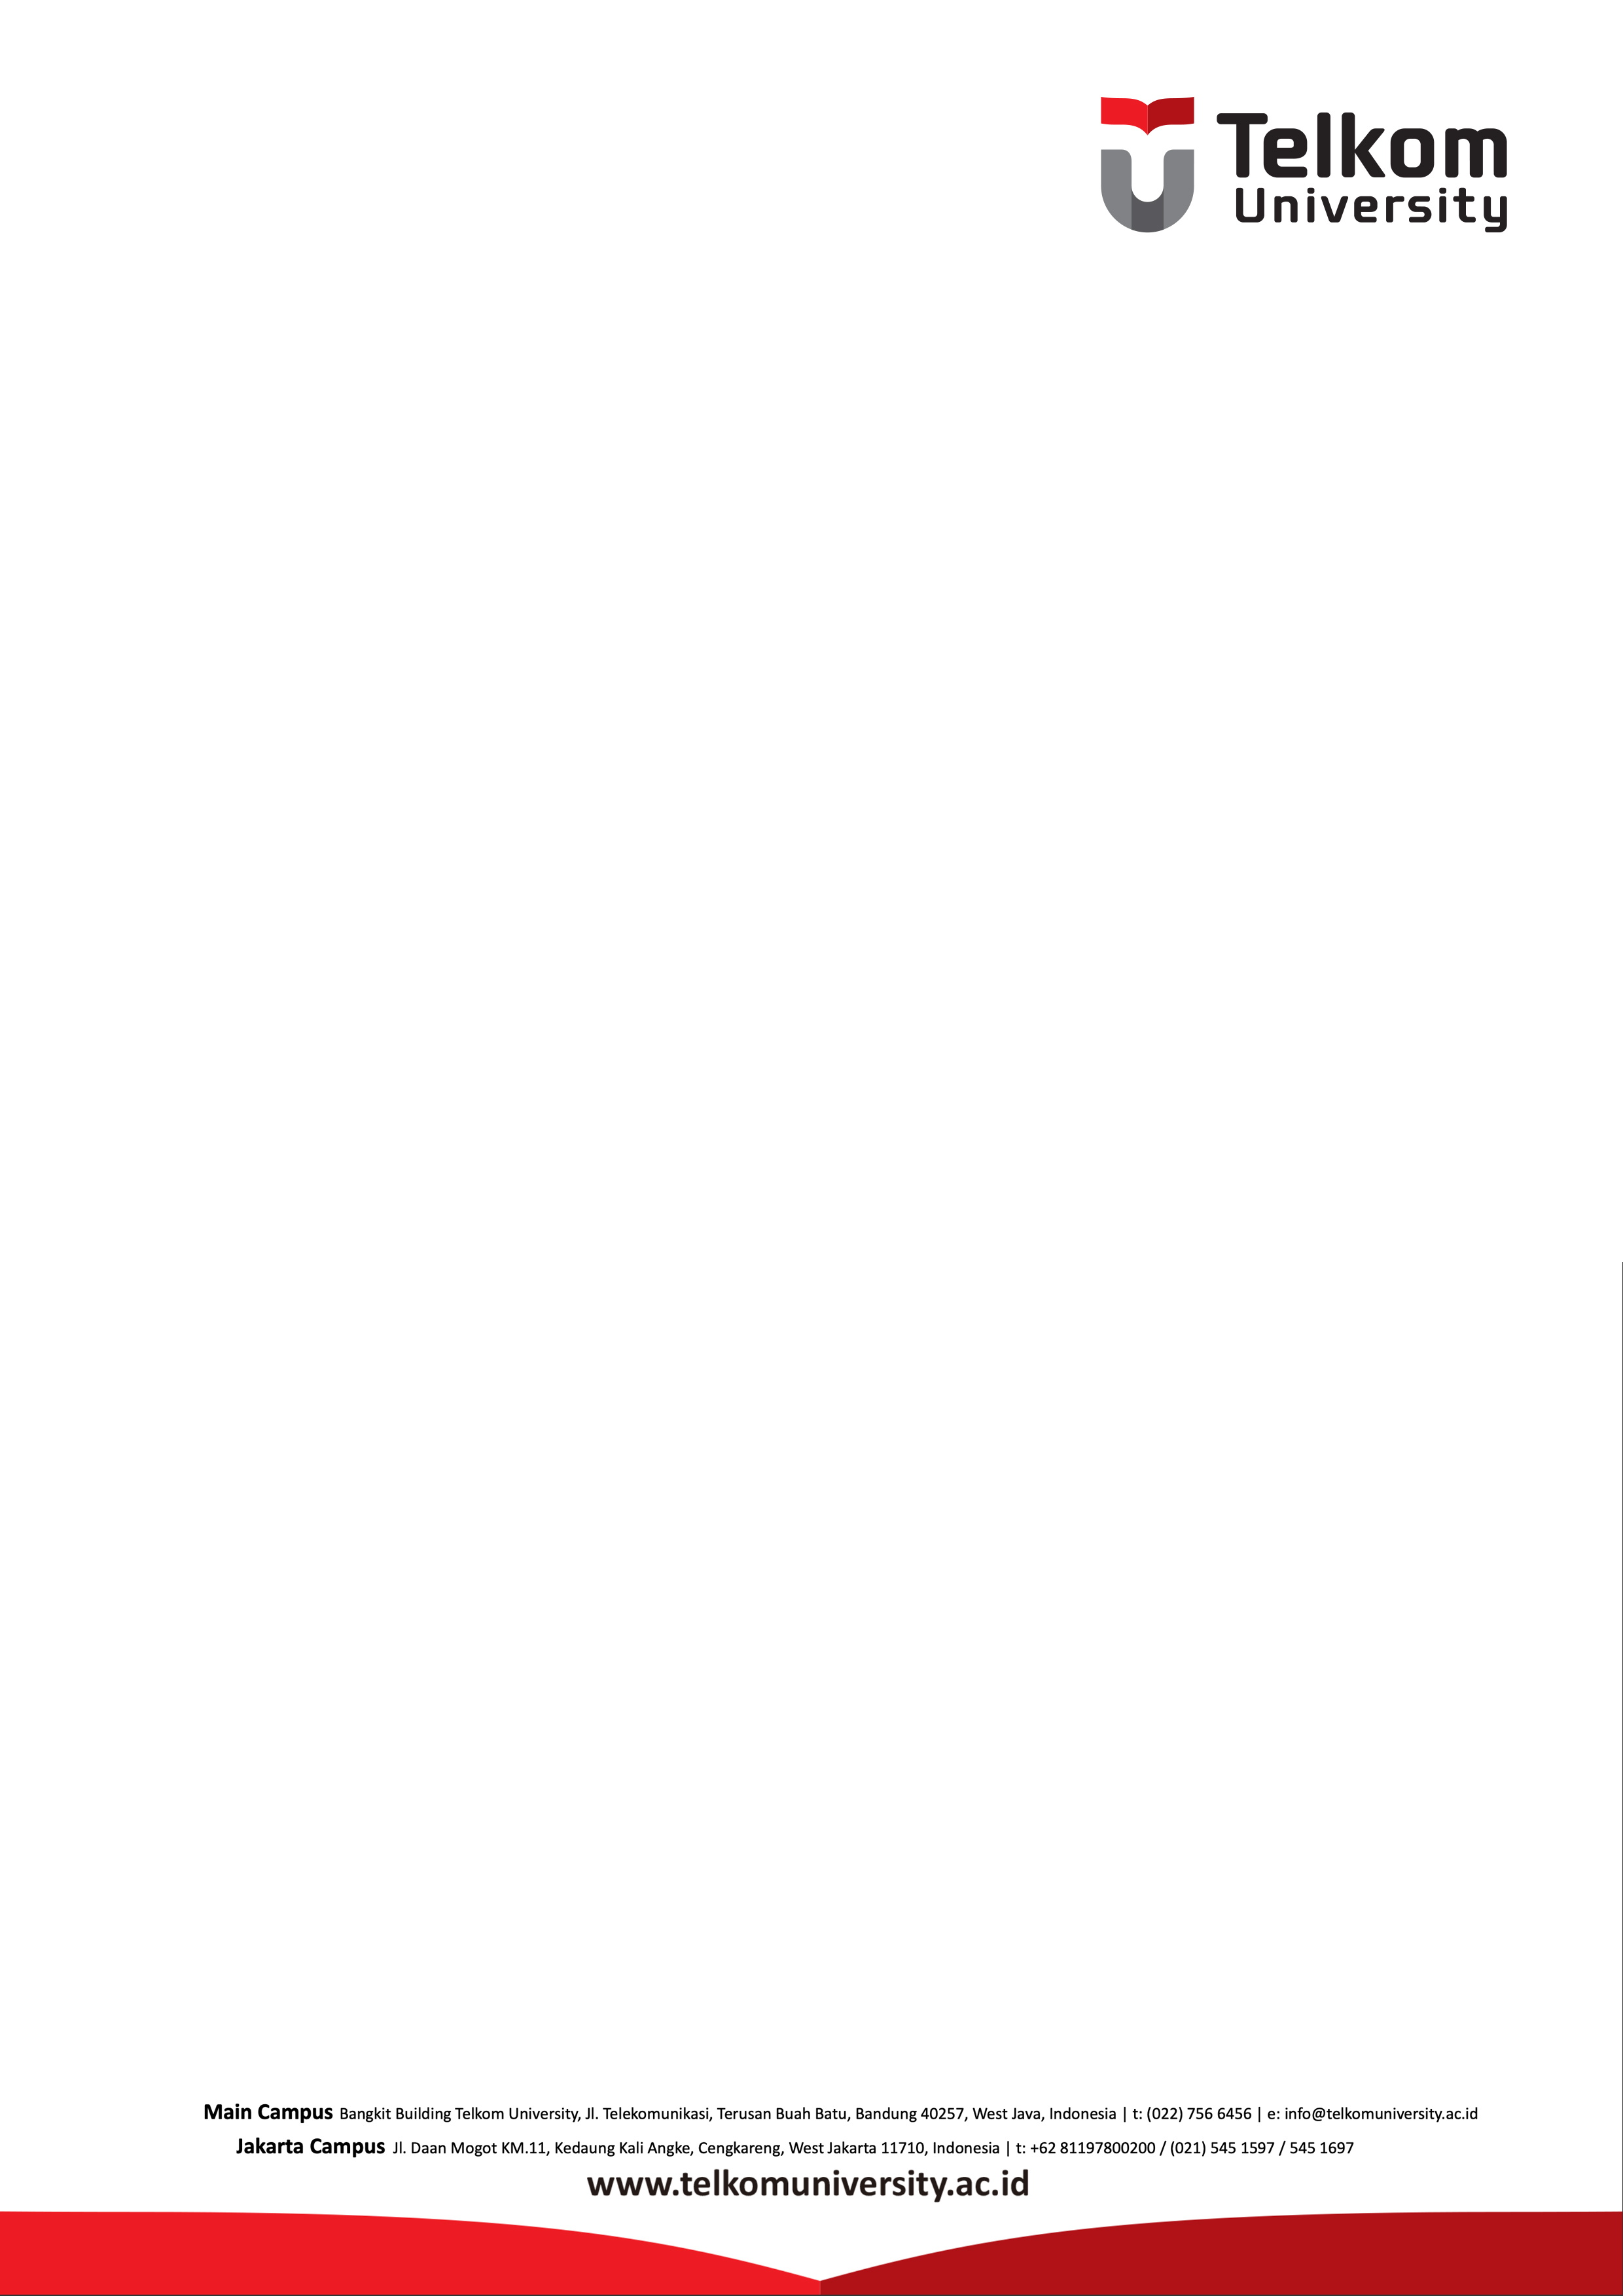 Telkom
University
Main Campus Bangkit Building Telkom University, Jl. Telekomunikasi, Terusan Buah Batu, Bandung 40257, West Java, Indonesia | t: (022) 756 6456 | e: info@telkomuniversity.ac.id
Jakarta Campus Jl. Daan Mogot KM.11, Kedaung Kali Angke, Cengkareng, West Jakarta 11710, Indonesia | t: +62 81197800200 / (021) 545 1597 / 545 1697
www.telkomuniversity.ac.id